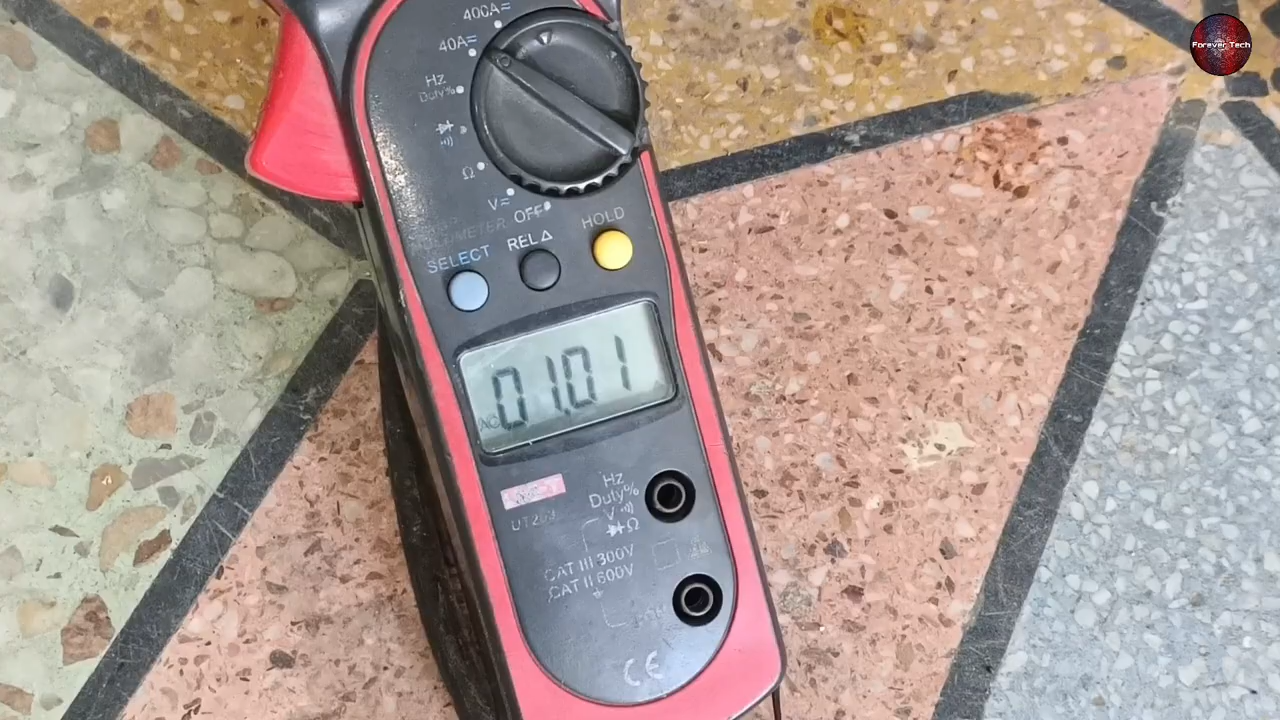 400A=
Forever Tech
40A=
Hz
Duty%
Ω
V=
OFF
HOLD
REL Δ
SELECT
01.01
Hz
Duty%
V
Ω
CAT III 300V
CAT II 600V
CE